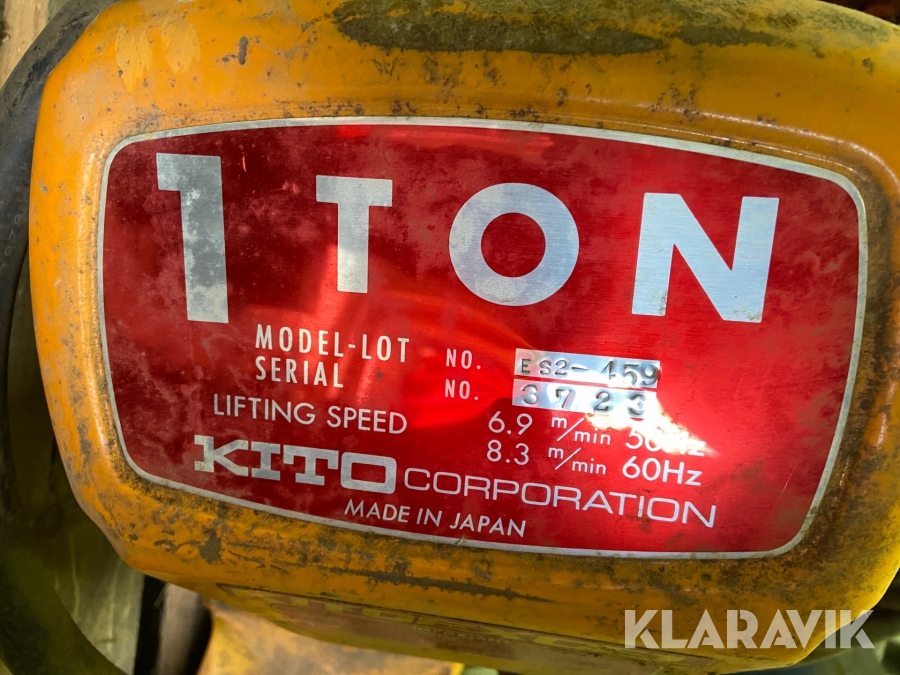 1 TON
MODEL-LOT NO. ES2-459
SERIAL NO. 3723
LIFTING SPEED 6.9 m/min 50Hz
8.3 m/min 60Hz
KITO CORPORATION
MADE IN JAPAN
KLARAVIK